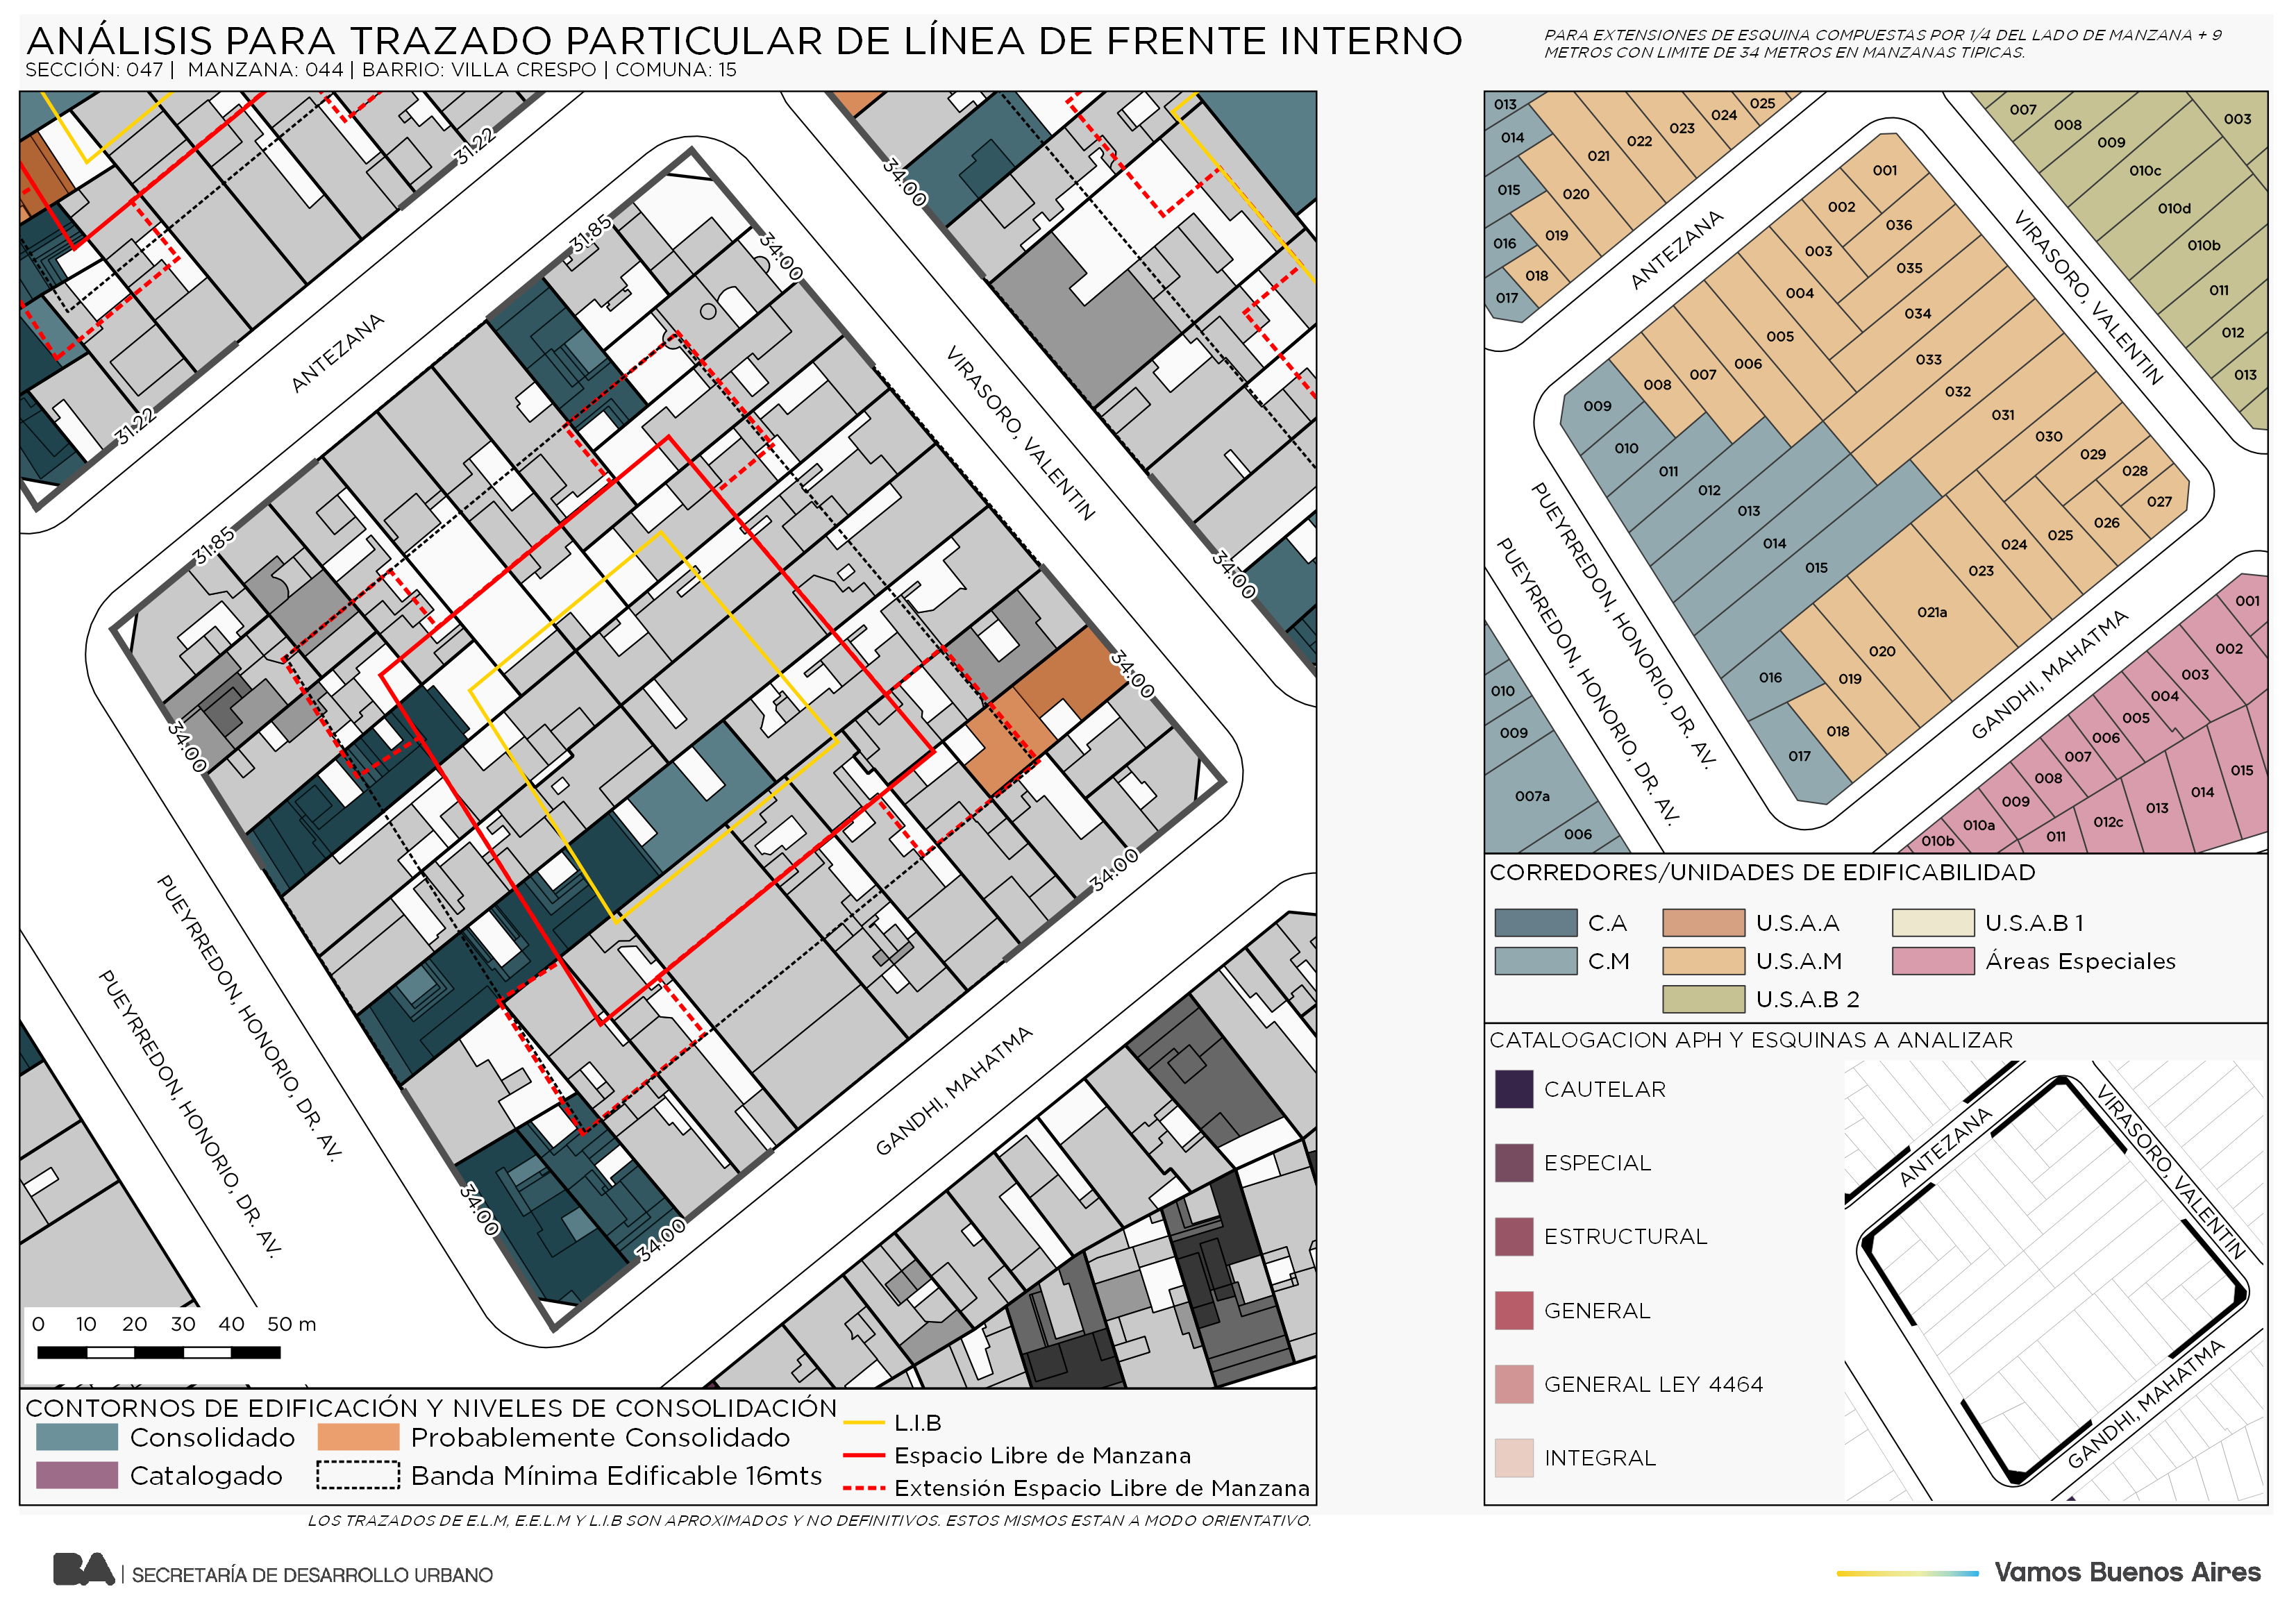 ANÁLISIS PARA TRAZADO PARTICULAR DE LÍNEA DE FRENTE INTERNO
SECCIÓN: 047 | MANZANA: 044 | BARRIO: VILLA CRESPO | COMUNA: 15
PARA EXTENSIONES DE ESQUINA COMPUESTAS POR 1/4 DEL LADO DE MANZANA + 9
METROS CON LIMITE DE 34 METROS EN MANZANAS TIPICAS.
31.22
34.00
31.85
34.00
ANTEZANA
VIRASORO, VALENTIN
31.22
31.85
34.00
34.00
34.00
34.00
PUEYRREDON, HONORIO, DR. AV.
PUEYRREDON, HONORIO, DR. AV.
GANDHI, MAHATMA
34.00
34.00
0 10 20 30 40 50 m
CONTORNOS DE EDIFICACIÓN Y NIVELES DE CONSOLIDACIÓN
Consolidado
Probablemente Consolidado
Catalogado
Banda Mínima Edificable 16mts
L.I.B
Espacio Libre de Manzana
Extensión Espacio Libre de Manzana
LOS TRAZADOS DE E.L.M, E.E.L.M Y L.I.B SON APROXIMADOS Y NO DEFINITIVOS. ESTOS MISMOS ESTAN A MODO ORIENTATIVO.
013
014
015
016
017
018
019
020
021
022
023
024
025
ANTEZANA
VIRASORO, VALENTIN
007
008
009
003
010c
010d
010b
011
012
013
001
002
036
003
035
004
034
005
033
006
032
007
031
008
030
009
029
010
028
011
027
012
026
013
025
014
024
015
023
021a
020
016
019
018
017
PUEYRREDON, HONORIO, DR. AV.
PUEYRREDON, HONORIO, DR. AV.
GANDHI, MAHATMA
010
009
007a
006
001
002
003
004
005
006
007
008
009
010a
010b
011
012c
013
014
015
CORREDORES/UNIDADES DE EDIFICABILIDAD
C.A
U.S.A.A
U.S.A.B 1
C.M
U.S.A.M
Áreas Especiales
U.S.A.B 2
CATALOGACION APH Y ESQUINAS A ANALIZAR
CAUTELAR
ESPECIAL
ESTRUCTURAL
GENERAL
GENERAL LEY 4464
INTEGRAL
ANTEZANA
VIRASORO, VALENTIN
GANDHI, MAHATMA
BA | SECRETARÍA DE DESARROLLO URBANO
Vamos Buenos Aires